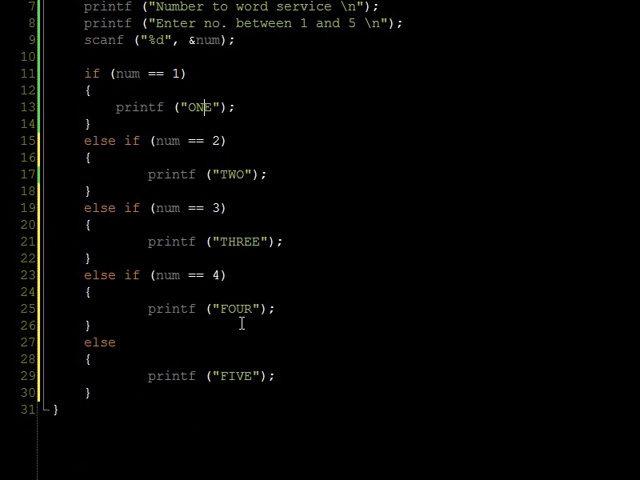 7 printf ("Number to word service \n");
8 printf ("Enter no. between 1 and 5 \n");
9 scanf ("%d", &num);
10
11 if (num == 1)
12 {
13 printf ("ONE");
14 }
15 else if (num == 2)
16 {
17 printf ("TWO");
18 }
19 else if (num == 3)
20 {
21 printf ("THREE");
22 }
23 else if (num == 4)
24 {
25 printf ("FOUR");
26 }
27 else
28 {
29 printf ("FIVE");
30 }
31 }